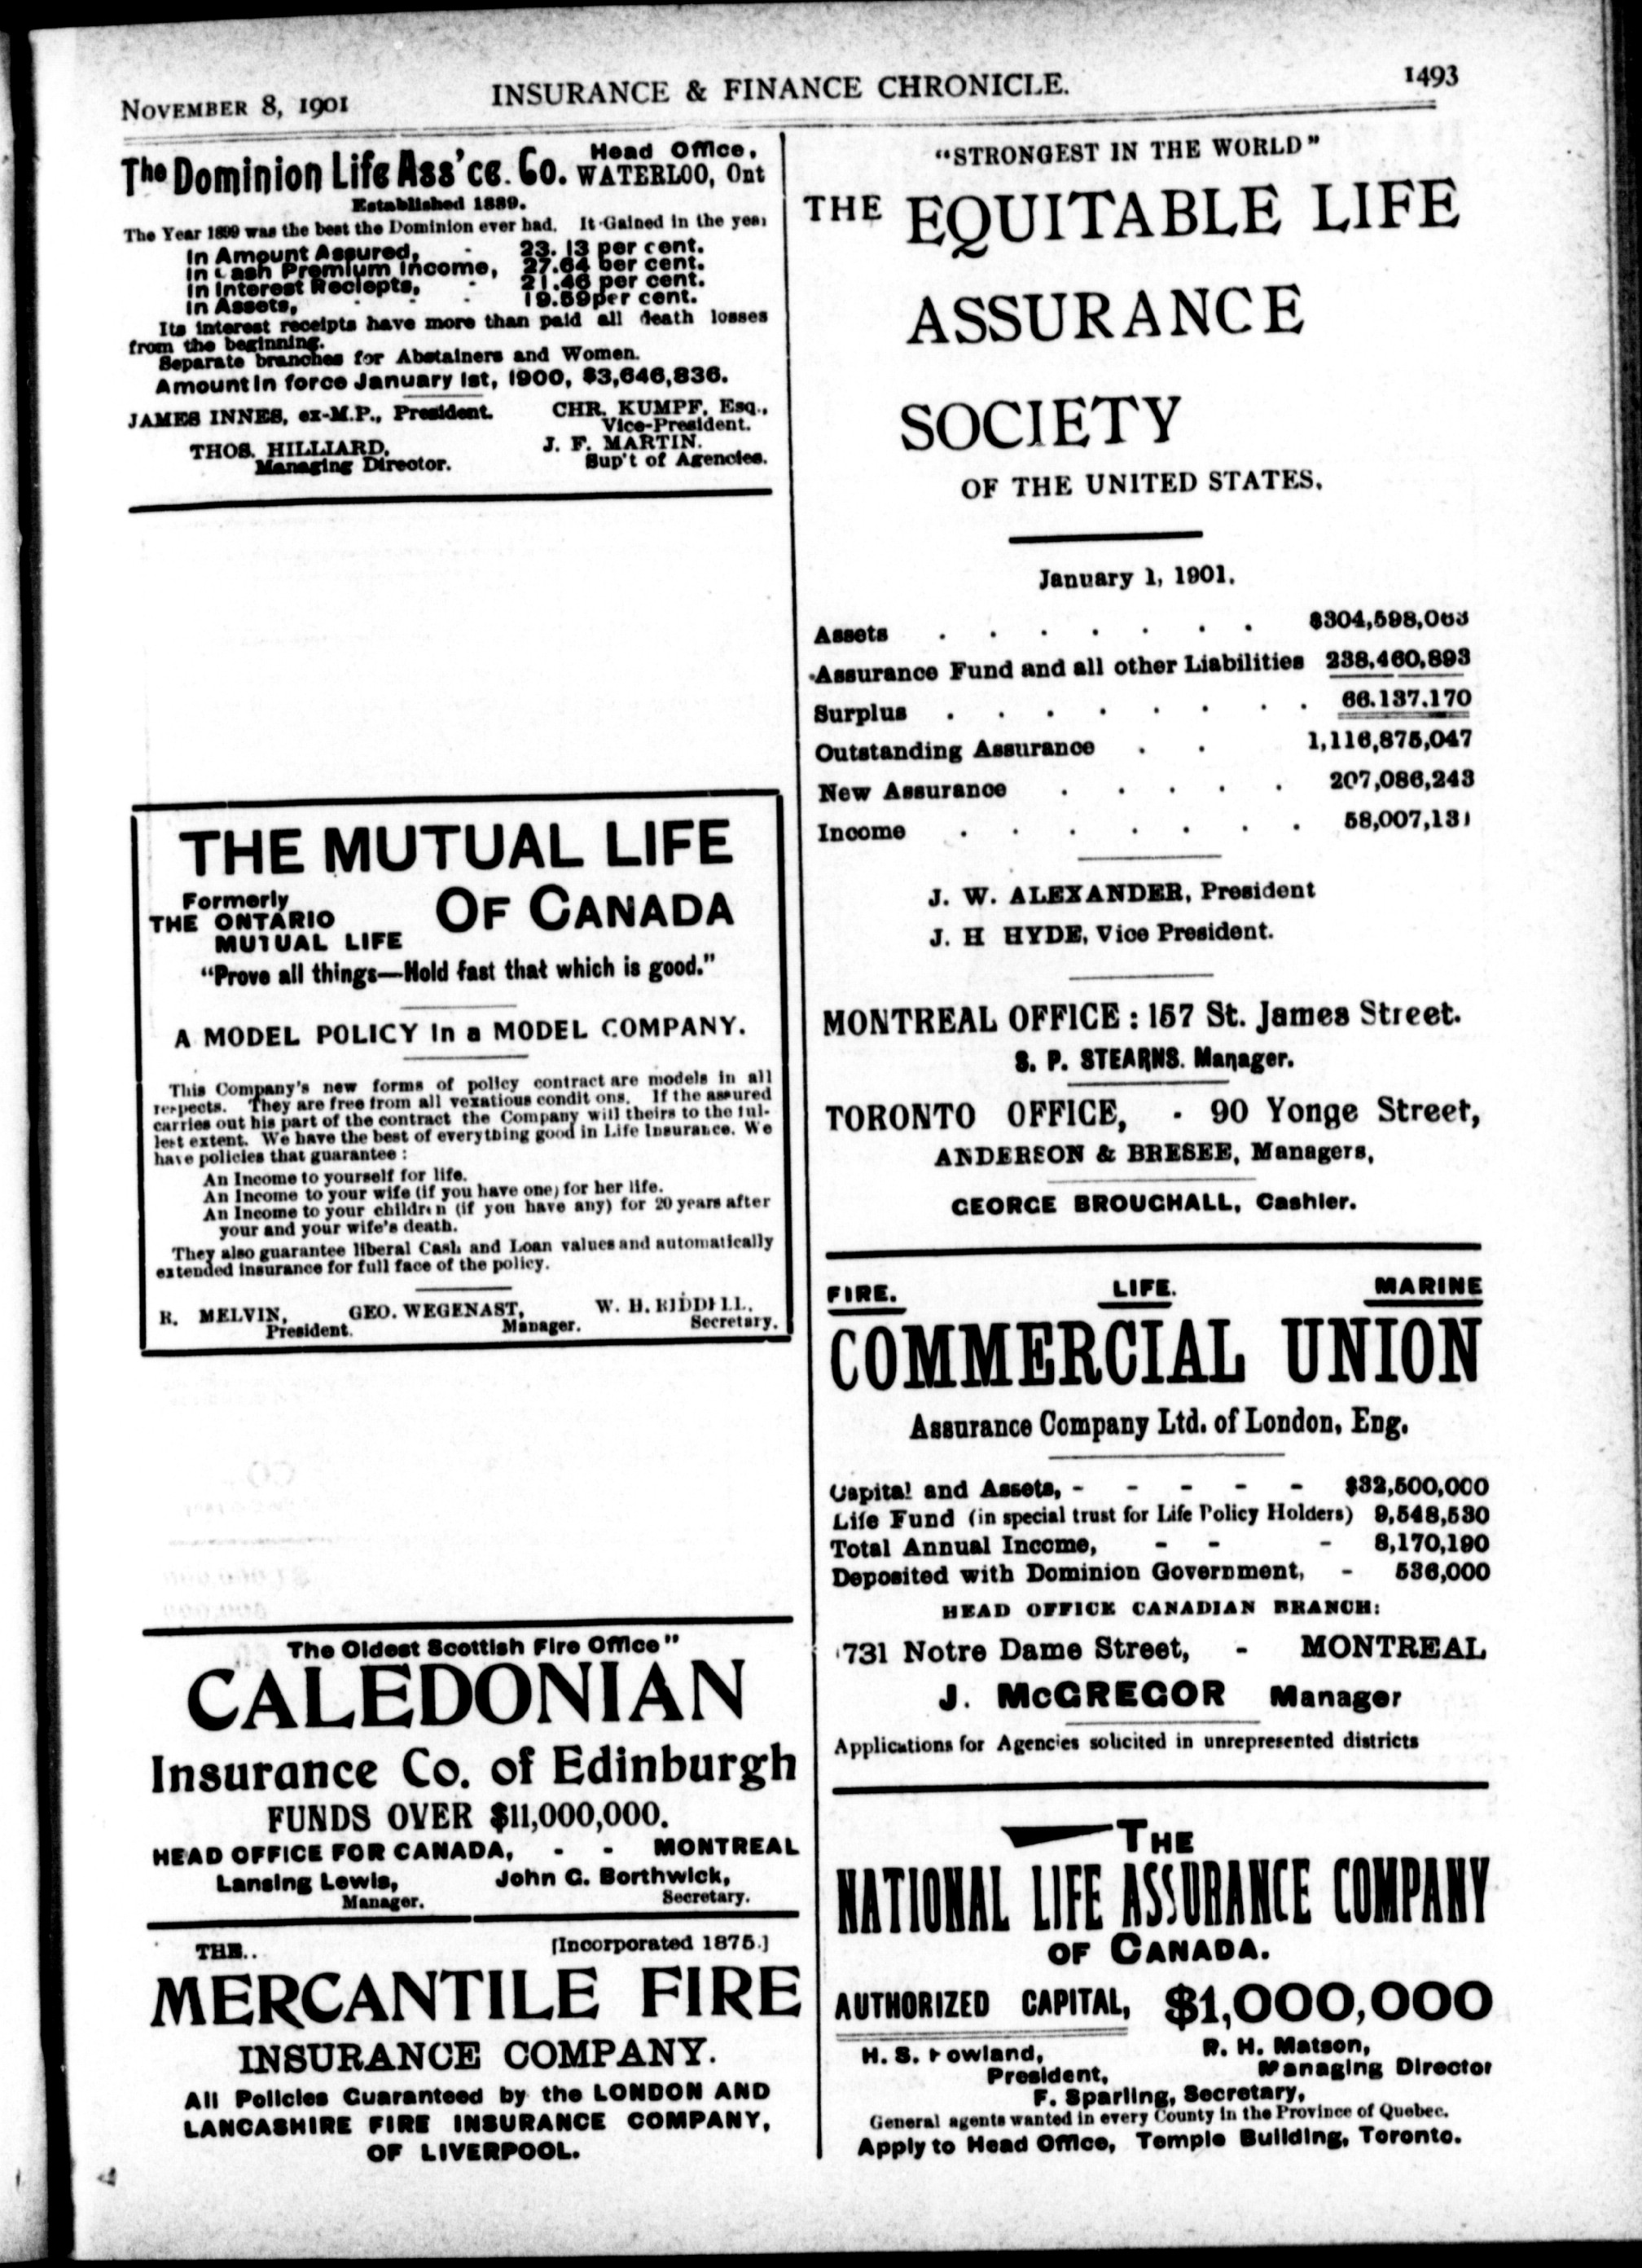 NOVEMBER 8, 1901
INSURANCE & FINANCE CHRONICLE.
1493
The Dominion Life Ass'ce. Co. Head Office,
WATERLOO, Ont
Established 1889.
The Year 1899 was the best the Dominion ever had. It Gained in the year
In Amount Assured, - 23.13 per cent.
In Cash Premium Income, 27.64 per cent.
In Interest Reciepts, - 21.46 per cent.
In Assets, - - - 19.59 per cent.
Its interest receipts have more than paid all death losses
from the beginning.
Separate branches for Abstainers and Women.
Amount in force January 1st, 1900, $3,646,836.
JAMES INNES, ex-M.P., President. CHR. KUMPF, Esq.,
Vice-President.
THOS. HILLIARD, J. F. MARTIN.
Managing Director. Sup't of Agencies.
THE MUTUAL LIFE
Formerly
THE ONTARIO
MUTUAL LIFE
OF CANADA
"Prove all things—Hold fast that which is good."
A MODEL POLICY in a MODEL COMPANY.
This Company's new forms of policy contract are models in all
respects. They are free from all vexatious condit ons. If the assured
carries out his part of the contract the Company will theirs to the ful-
lest extent. We have the best of everything good in Life Insurance. We
have policies that guarantee :
An Income to yourself for life.
An Income to your wife (if you have one) for her life.
An Income to your children (if you have any) for 20 years after
your and your wife's death.
They also guarantee liberal Cash and Loan values and automatically
extended insurance for full face of the policy.
R. MELVIN, GEO. WEGENAST, W. H. RIDDELL,
President. Manager. Secretary.
The Oldest Scottish Fire Office"
CALEDONIAN
Insurance Co. of Edinburgh
FUNDS OVER $11,000,000.
HEAD OFFICE FOR CANADA, - - MONTREAL
Lansing Lewis, John G. Borthwick,
Manager. Secretary.
THE.. [Incorporated 1875.]
MERCANTILE FIRE
INSURANCE COMPANY.
All Policies Guaranteed by the LONDON AND
LANCASHIRE FIRE INSURANCE COMPANY,
OF LIVERPOOL.
"STRONGEST IN THE WORLD"
THE EQUITABLE LIFE
ASSURANCE
SOCIETY
OF THE UNITED STATES.
January 1, 1901.
Assets . . . . . . . $304,598,063
Assurance Fund and all other Liabilities 238,460,893
Surplus . . . . . . . . 66.137.170
Outstanding Assurance . . 1,116,875,047
New Assurance . . . . . 207,086,243
Income . . . . . . . 58,007,131
J. W. ALEXANDER, President
J. H HYDE, Vice President.
MONTREAL OFFICE : 157 St. James Street.
S. P. STEARNS. Manager.
TORONTO OFFICE, - 90 Yonge Street,
ANDERSON & BRESEE, Managers,
GEORGE BROUGHALL, Cashier.
FIRE. LIFE. MARINE
COMMERCIAL UNION
Assurance Company Ltd. of London, Eng.
Capital and Assets, - - - - - $32,500,000
Life Fund (in special trust for Life Policy Holders) 9,548,530
Total Annual Income, - - - 8,170,190
Deposited with Dominion Government, - 536,000
HEAD OFFICE CANADIAN BRANCH:
1731 Notre Dame Street, - MONTREAL
J. McGREGOR Manager
Applications for Agencies solicited in unrepresented districts
THE
NATIONAL LIFE ASSURANCE COMPANY
OF CANADA.
AUTHORIZED CAPITAL, $1,000,000
H. S. Howland, R. H. Matson,
President, Managing Director
F. Sparling, Secretary,
General agents wanted in every County in the Province of Quebec.
Apply to Head Office, Temple Building, Toronto.